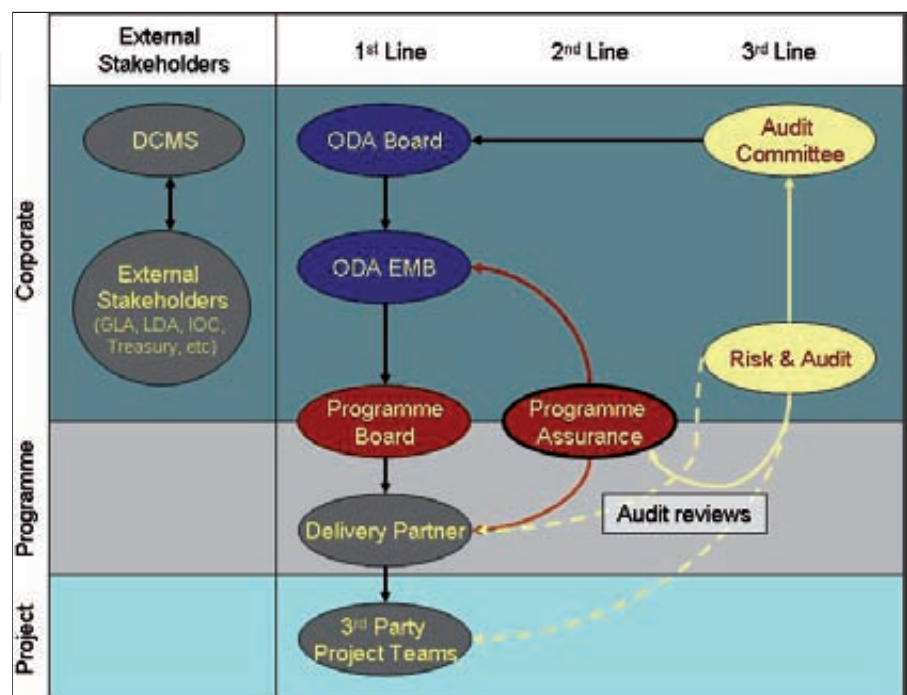 External
Stakeholders
1st Line
2nd Line
3rd Line
Corporate
DCMS
ODA Board
Audit
Committee
ODA EMB
External
Stakeholders
(GLA, LDA, IOC,
Treasury, etc)
Risk & Audit
Programme
Board
Programme
Assurance
Programme
Delivery Partner
Audit reviews
Project
3rd Party
Project Teams